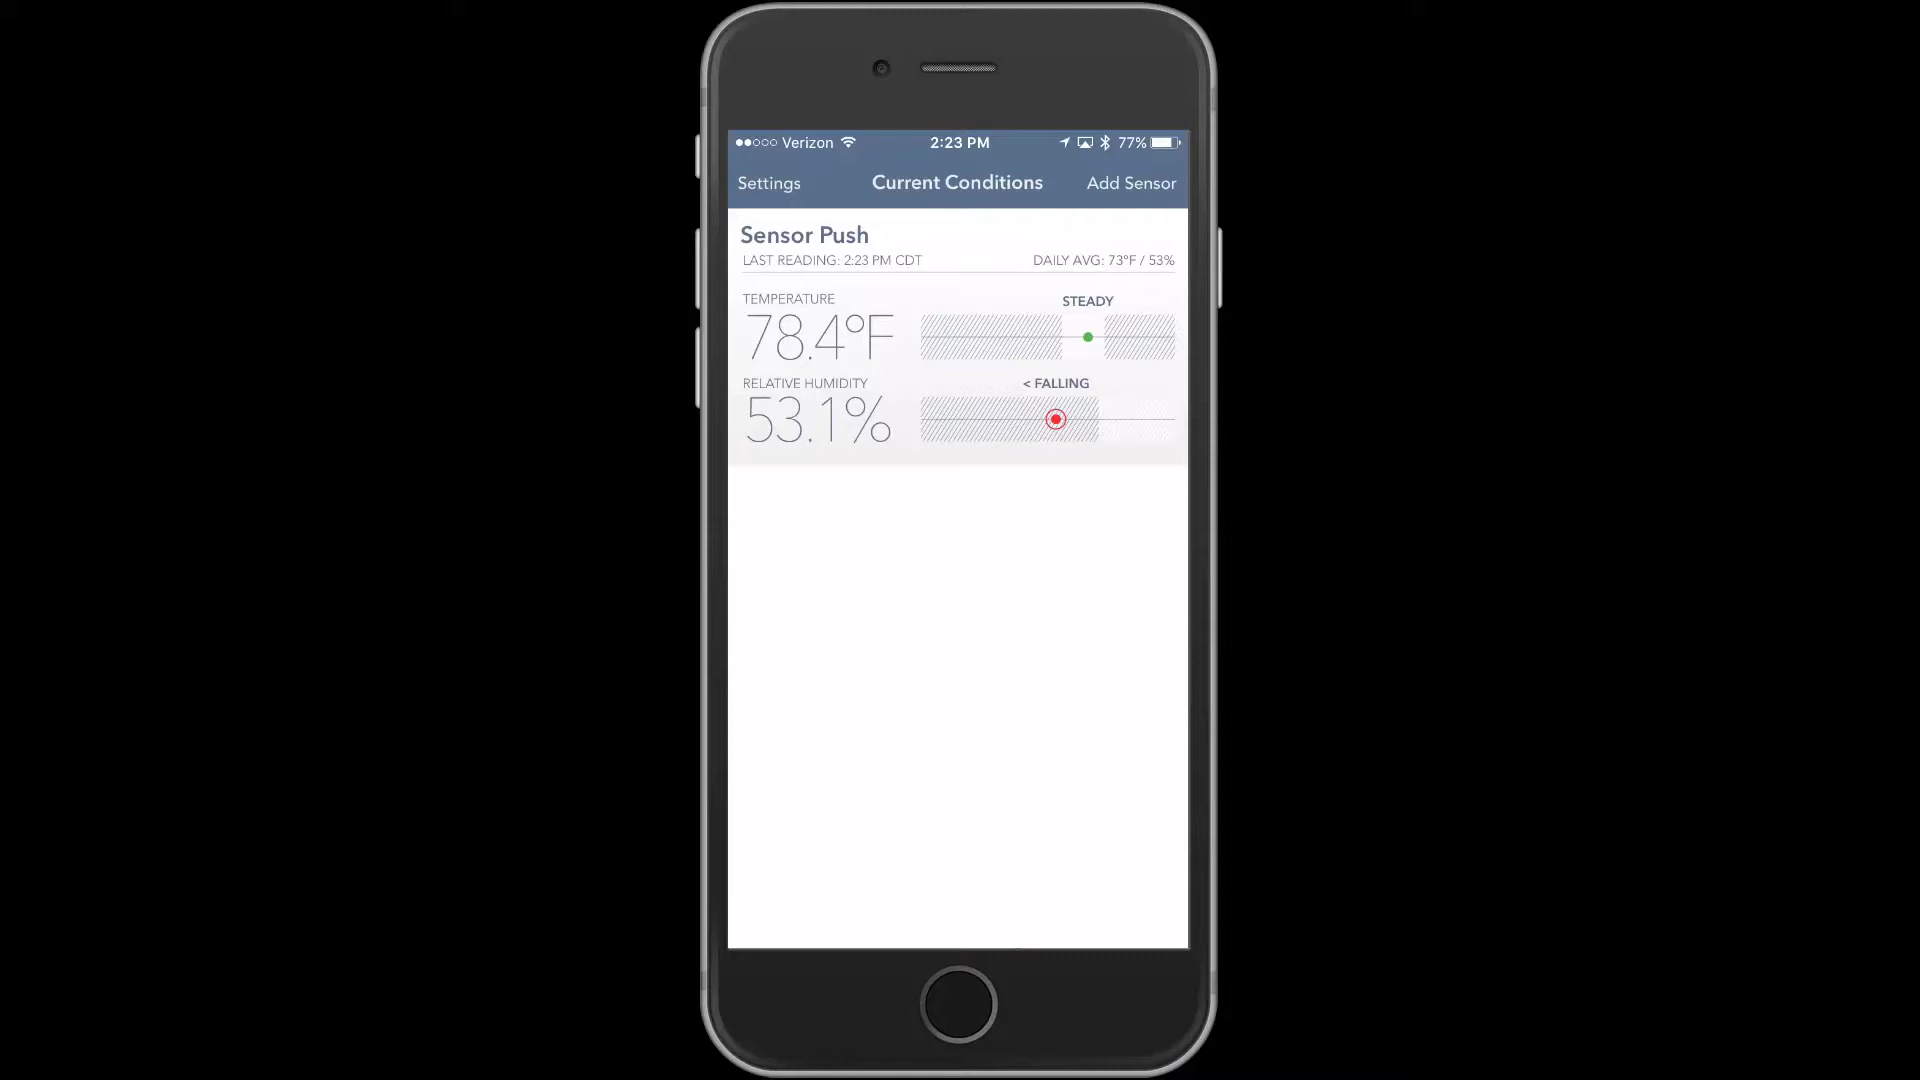 Verizon 2:23 PM 77%
Settings Current Conditions Add Sensor
Sensor Push
LAST READING: 2:23 PM CDT DAILY AVG: 73°F / 53%
TEMPERATURE STEADY
78.4°F
RELATIVE HUMIDITY < FALLING
53.1%